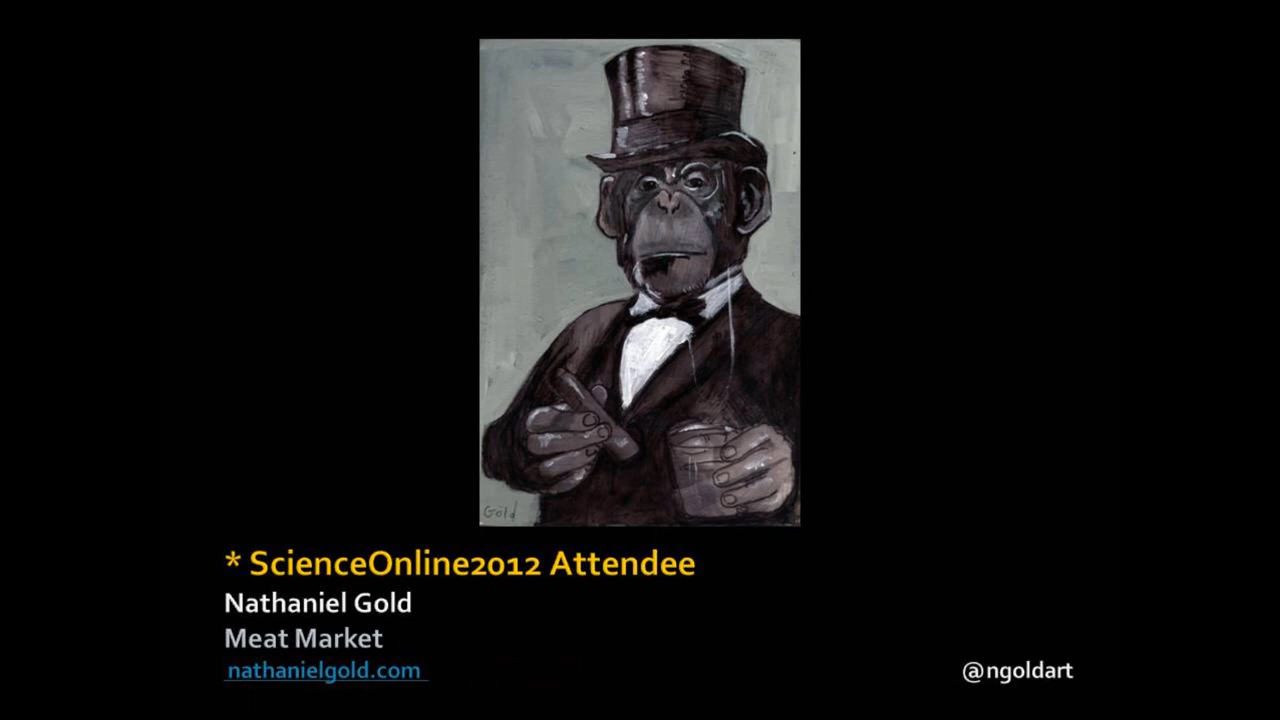 Gold
* ScienceOnline2012 Attendee
Nathaniel Gold
Meat Market
nathanielgold.com
@ngoldart